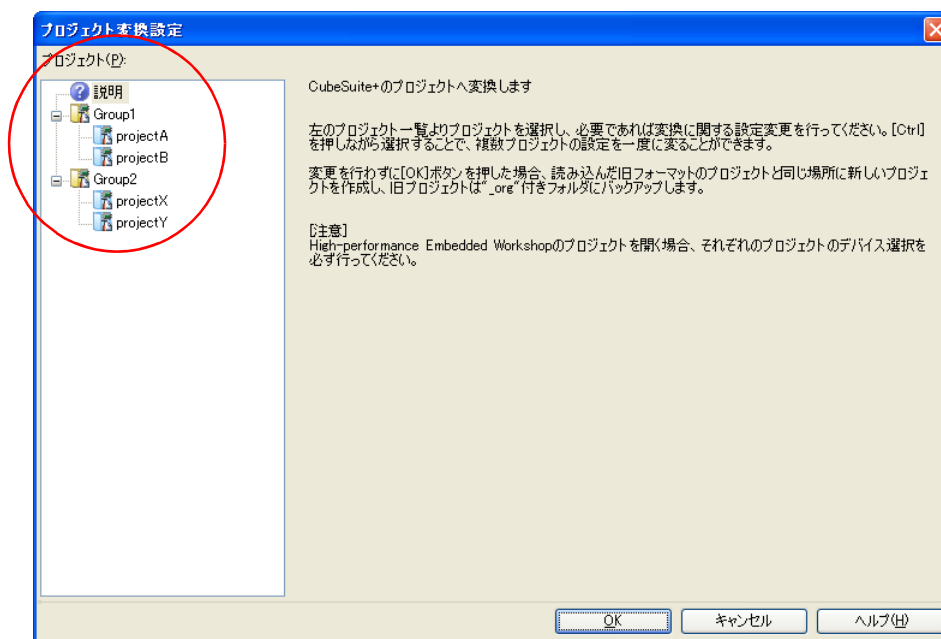 プロジェクト変換設定
プロジェクト(P):
説明
Group1
projectA
projectB
Group2
projectX
projectY
CubeSuite+のプロジェクトへ変換します
左のプロジェクト一覧よりプロジェクトを選択し、必要であれば変換に関する設定変更を行ってください。[Ctrl]
を押しながら選択することで、複数プロジェクトの設定を一度に変ることができます。
変更を行わずに[OK]ボタンを押した場合、読み込んだ旧フォーマットのプロジェクトと同じ場所に新しいプロジェ
クトを作成し、旧プロジェクトは"_org"付きフォルダにバックアップします。
[注意]
High-performance Embedded Workshopのプロジェクトを開く場合、それぞれのプロジェクトのデバイス選択を
必ず行ってください。
OK
キャンセル
ヘルプ(H)